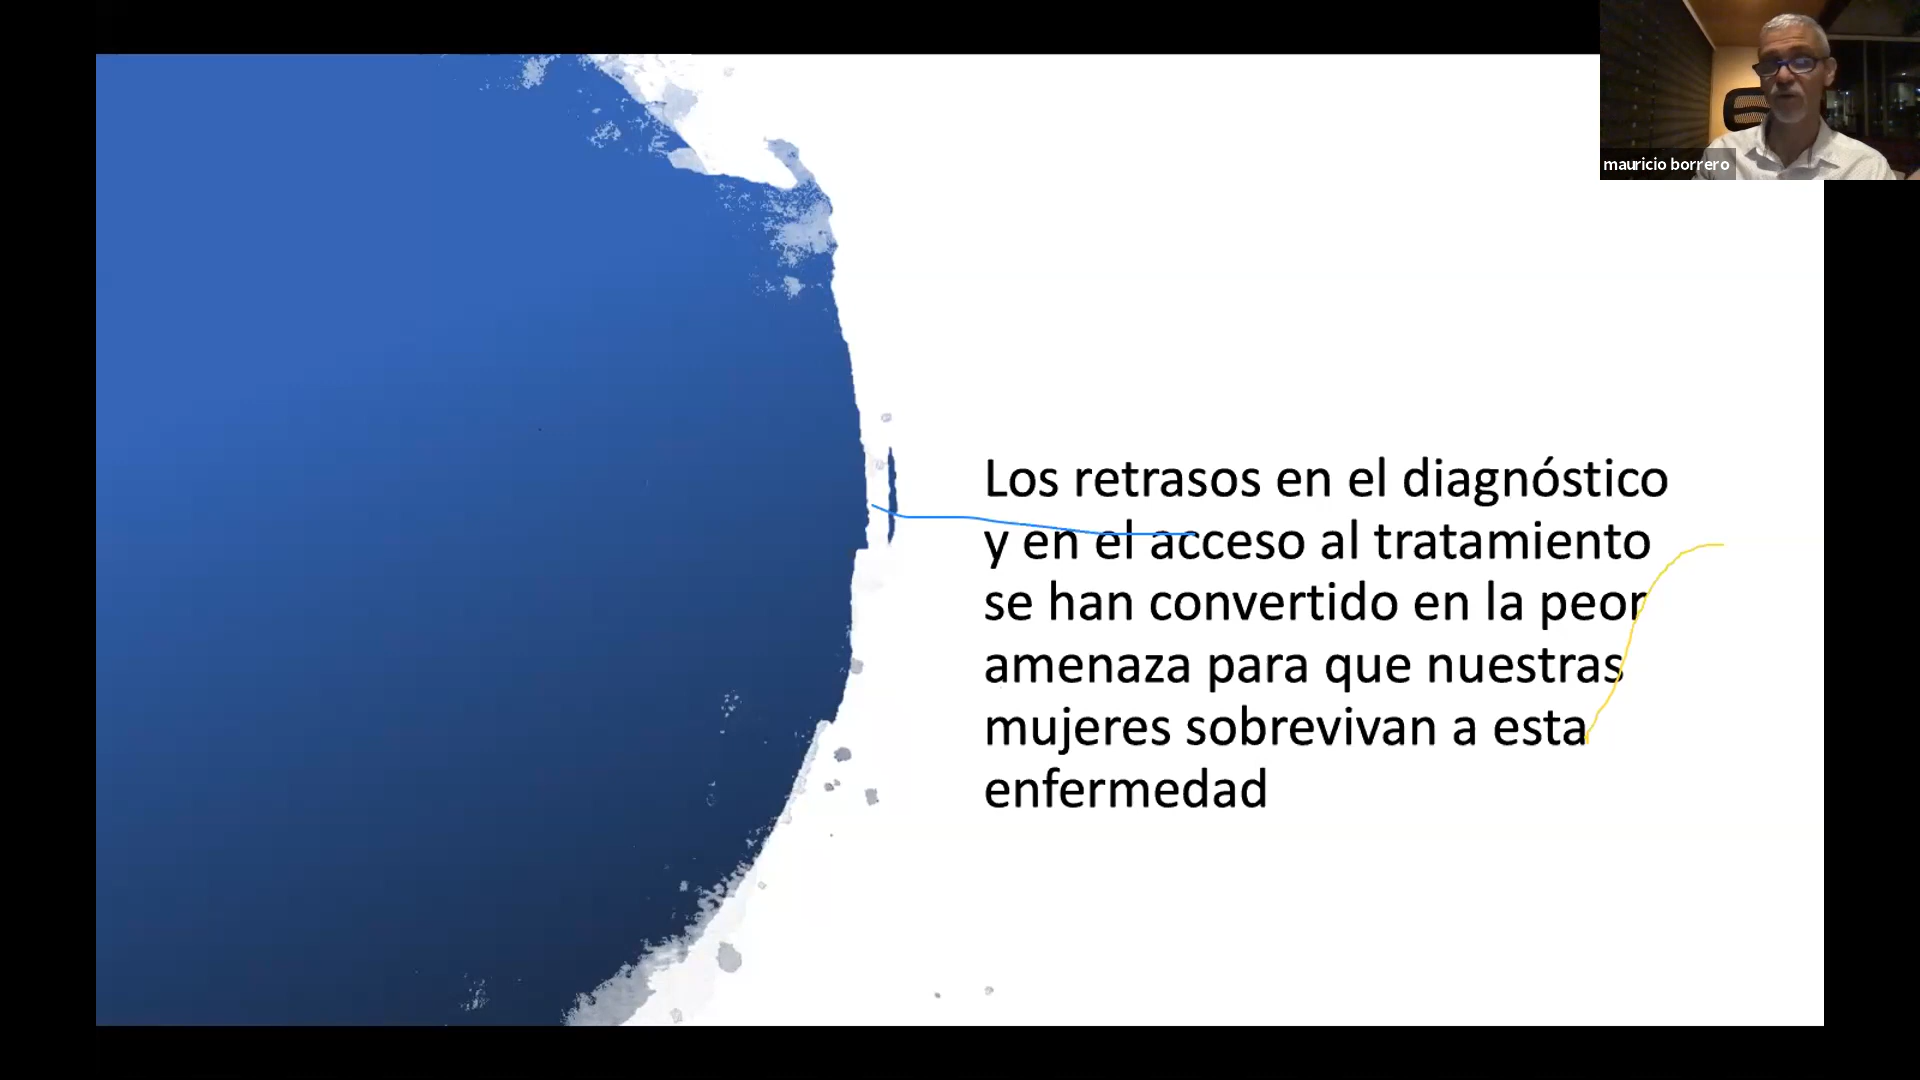 mauricio borrero
Los retrasos en el diagnóstico
y en el acceso al tratamiento
se han convertido en la peor
amenaza para que nuestras
mujeres sobrevivan a esta
enfermedad